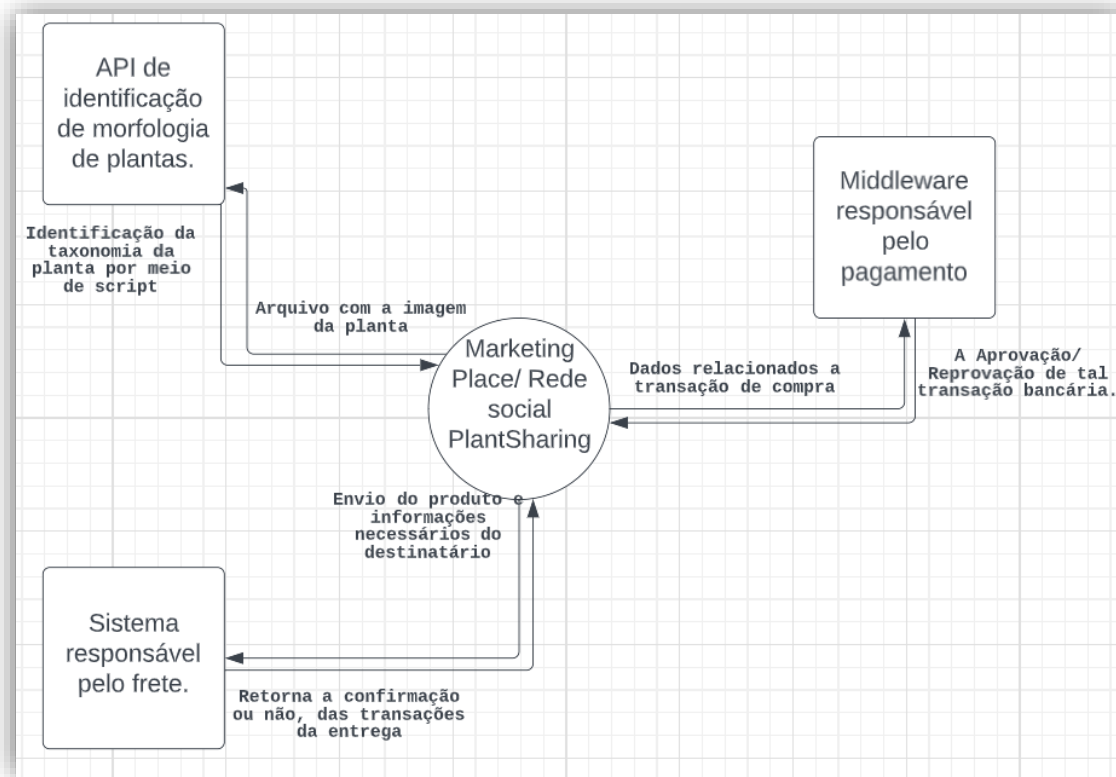 API de
identificação
de morfologia
de plantas.
Identificação da
taxonomia da
planta por meio
de script
Arquivo com a imagem
da planta
Marketing
Place/ Rede
social
PlantSharing
Middleware
responsável
pelo
pagamento
Dados relacionados a
transação de compra
A Aprovação/
Reprovação de tal
transação bancária.
Envio do produto e
informações
necessários do
destinatário
Sistema
responsável
pelo frete.
Retorna a confirmação
ou não, das transações
da entrega